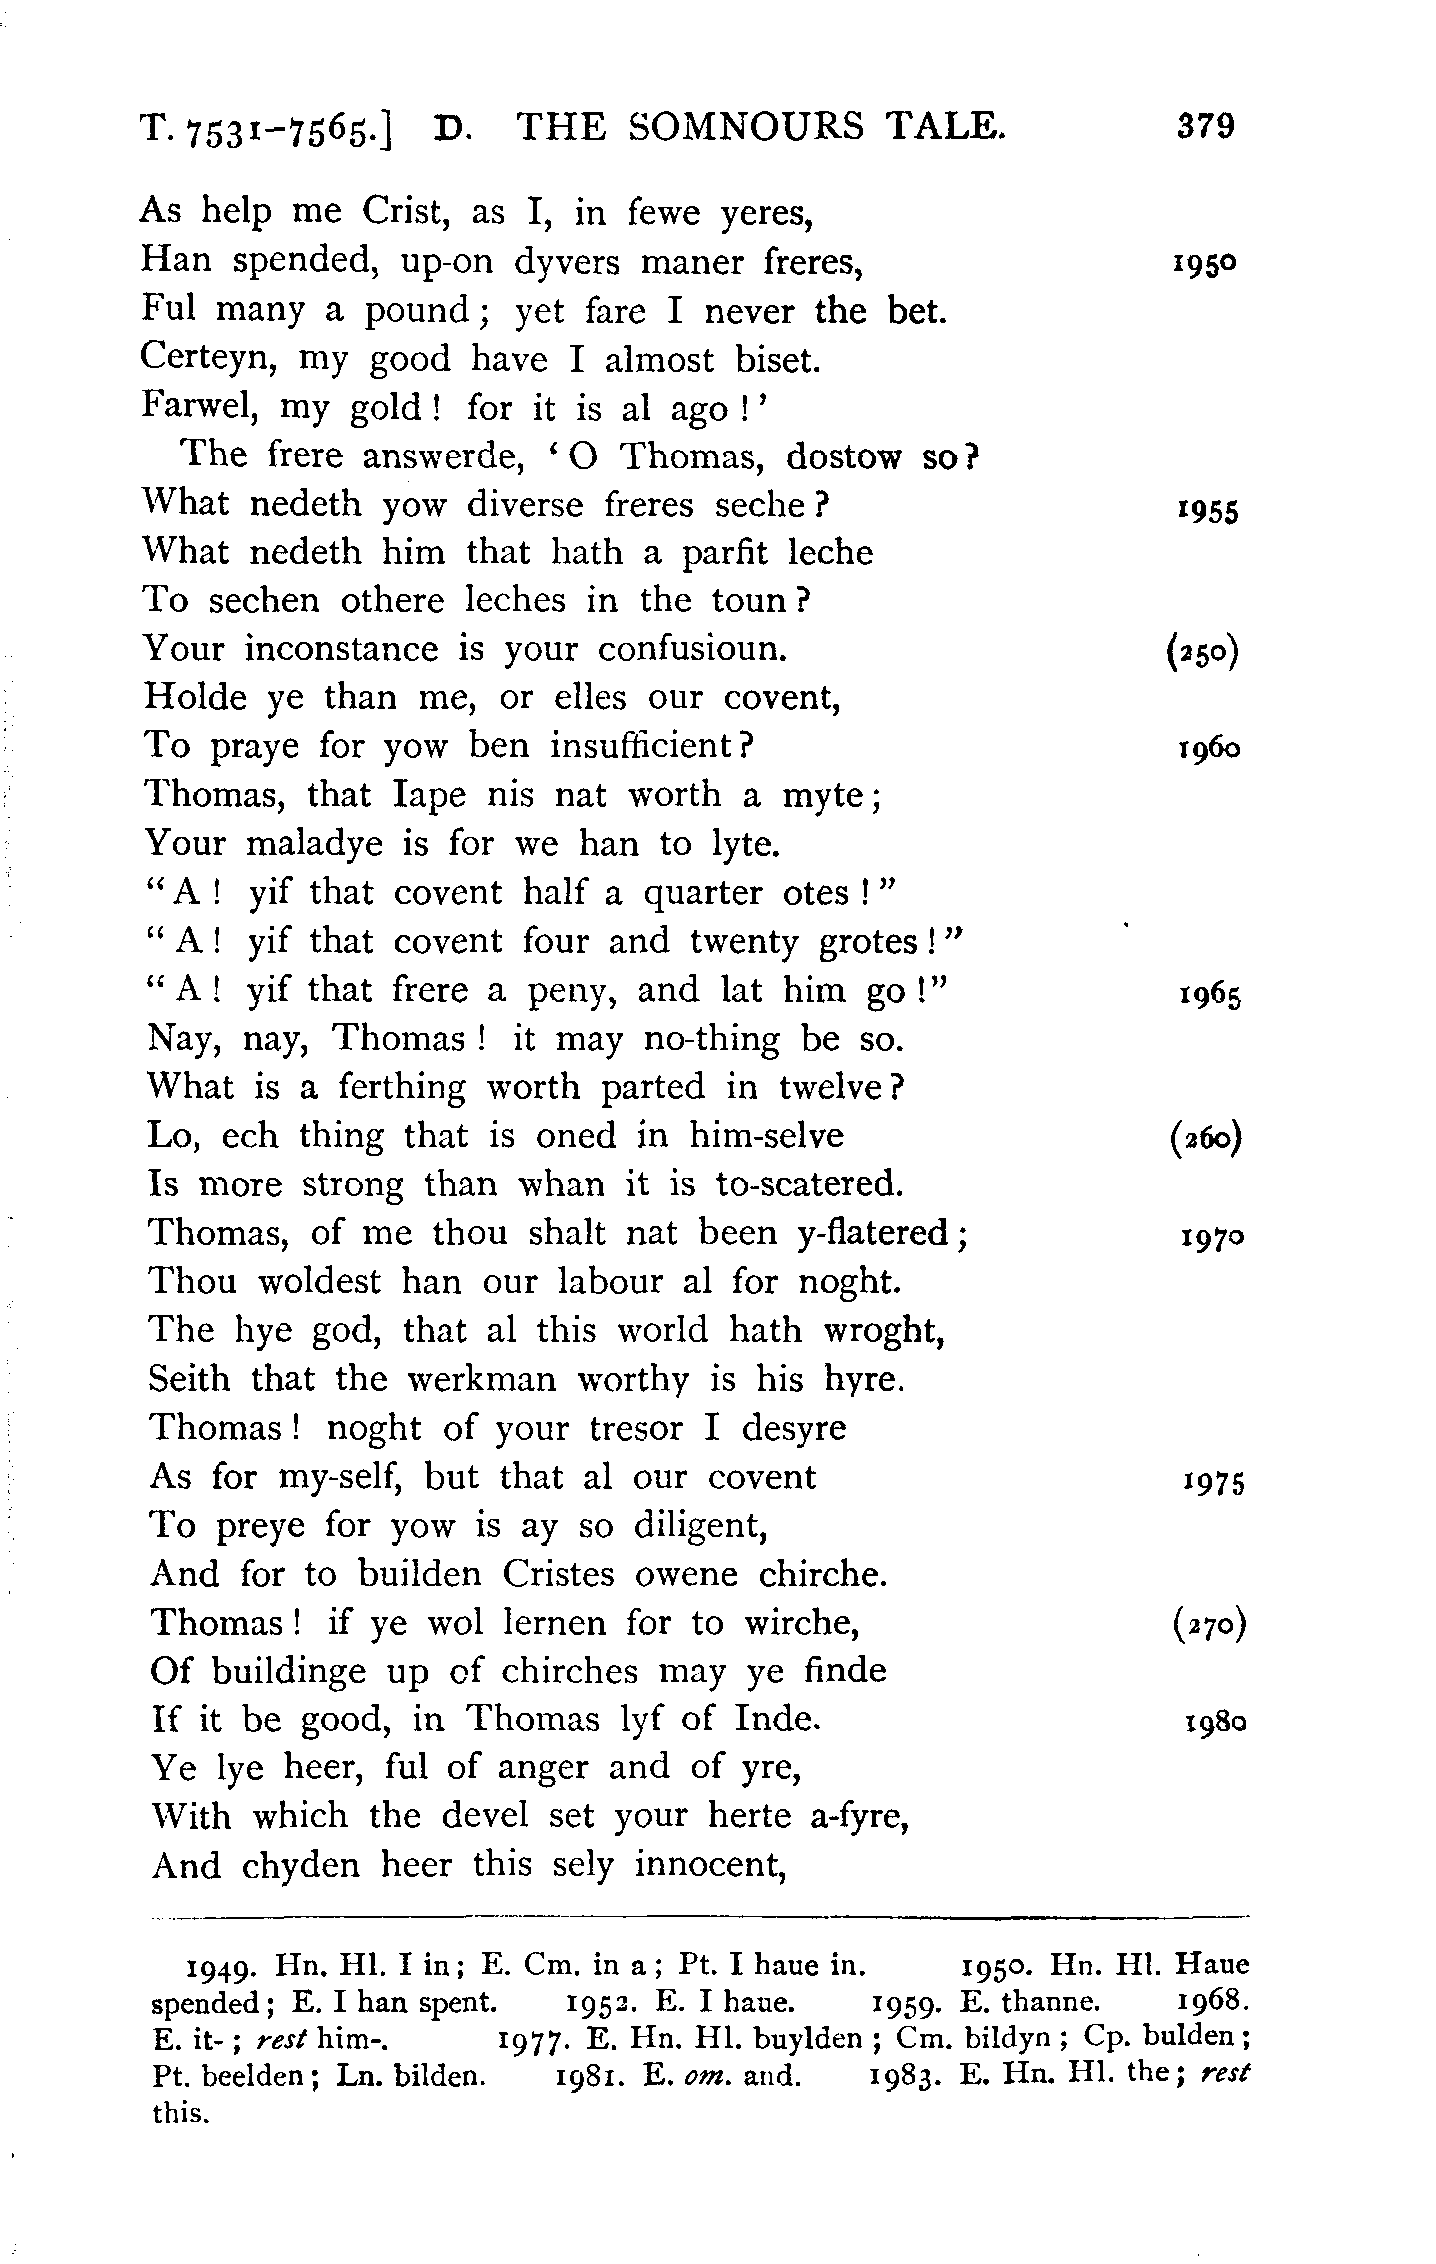 T. 7531–7565.] D. THE SOMNOURS TALE. 379
As help me Crist, as I, in fewe yeres,
Han spended, up-on dyvers maner freres, 1950
Ful many a pound; yet fare I never the bet.
Certeyn, my good have I almost biset.
Farwel, my gold! for it is al ago!’
The frere answerde, ‘O Thomas, dostow so?
What nedeth yow diverse freres seche? 1955
What nedeth him that hath a parfit leche
To sechen othere leches in the toun?
Your inconstance is your confusioun. (250)
Holde ye than me, or elles our covent,
To praye for yow ben insufficient? 1960
Thomas, that Iape nis nat worth a myte;
Your maladye is for we han to lyte.
“A! yif that covent half a quarter otes!”
“A! yif that covent four and twenty grotes!”
“A! yif that frere a peny, and lat him go!” 1965
Nay, nay, Thomas! it may no-thing be so.
What is a ferthing worth parted in twelve?
Lo, ech thing that is oned in him-selve (260)
Is more strong than whan it is to-scatered.
Thomas, of me thou shalt nat been y-flatered; 1970
Thou woldest han our labour al for noght.
The hye god, that al this world hath wroght,
Seith that the werkman worthy is his hyre.
Thomas! noght of your tresor I desyre
As for my-self, but that al our covent 1975
To preye for yow is ay so diligent,
And for to builden Cristes owene chirche.
Thomas! if ye wol lernen for to wirche, (270)
Of buildinge up of chirches may ye finde
If it be good, in Thomas lyf of Inde. 1980
Ye lye heer, ful of anger and of yre,
With which the devel set your herte a-fyre,
And chyden heer this sely innocent,
1949. Hn. Hl. I in; E. Cm. in a; Pt. I haue in. 1950. Hn. Hl. Haue
spended; E. I han spent. 1952. E. I haue. 1959. E. thanne. 1968.
E. it-; rest him-. 1977. E. Hn. Hl. buylden; Cm. bildyn; Cp. bulden;
Pt. beelden; Ln. bilden. 1981. E. om. and. 1983. E. Hn. Hl. the; rest
this.